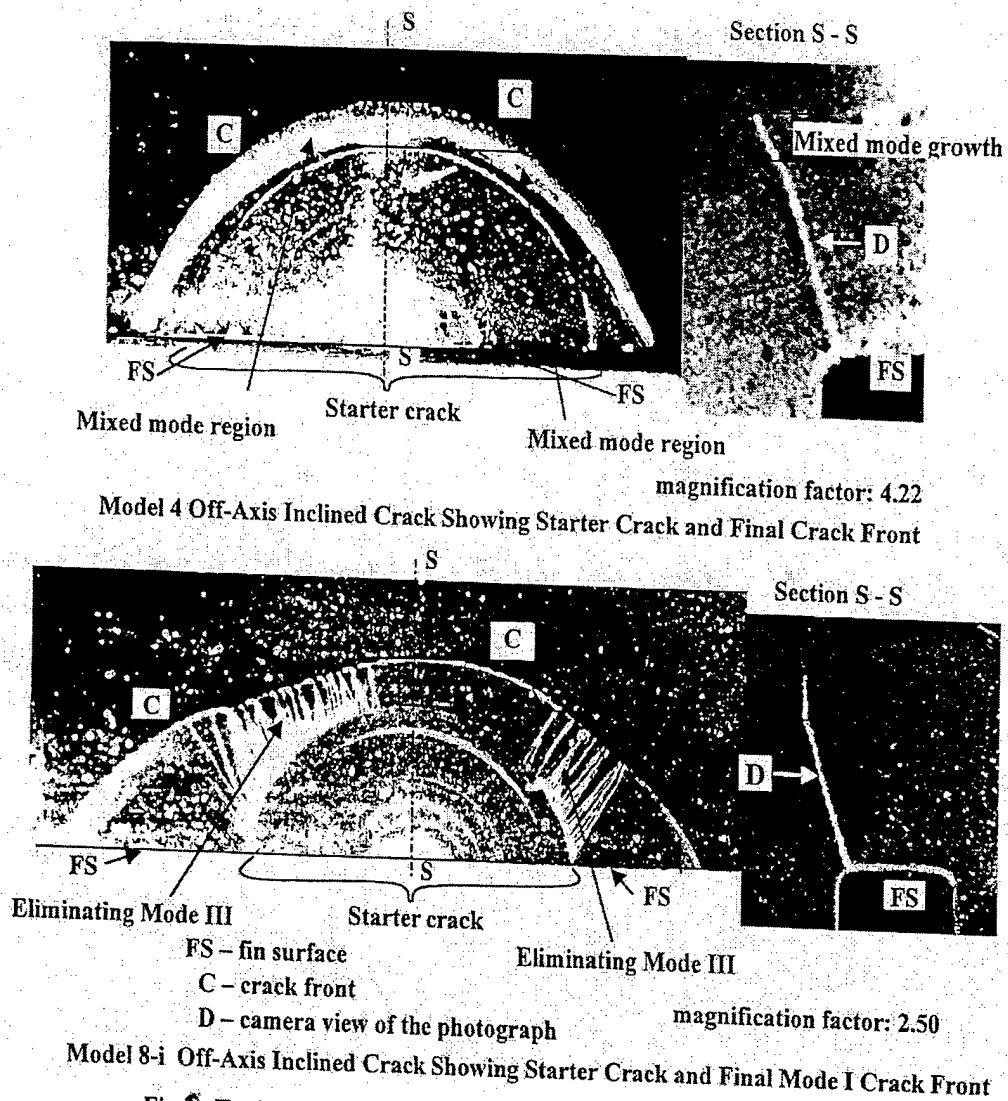 S
Section S - S
C
C
Mixed mode growth
D
FS
S
FS
FS
Starter crack
Mixed mode region
Mixed mode region
magnification factor: 4.22
Model 4 Off-Axis Inclined Crack Showing Starter Crack and Final Crack Front
S
Section S - S
C
C
D
FS
S
FS
FS
Eliminating Mode III
Starter crack
Eliminating Mode III
FS – fin surface
C – crack front
D – camera view of the photograph
magnification factor: 2.50
Model 8-i Off-Axis Inclined Crack Showing Starter Crack and Final Mode I Crack Front